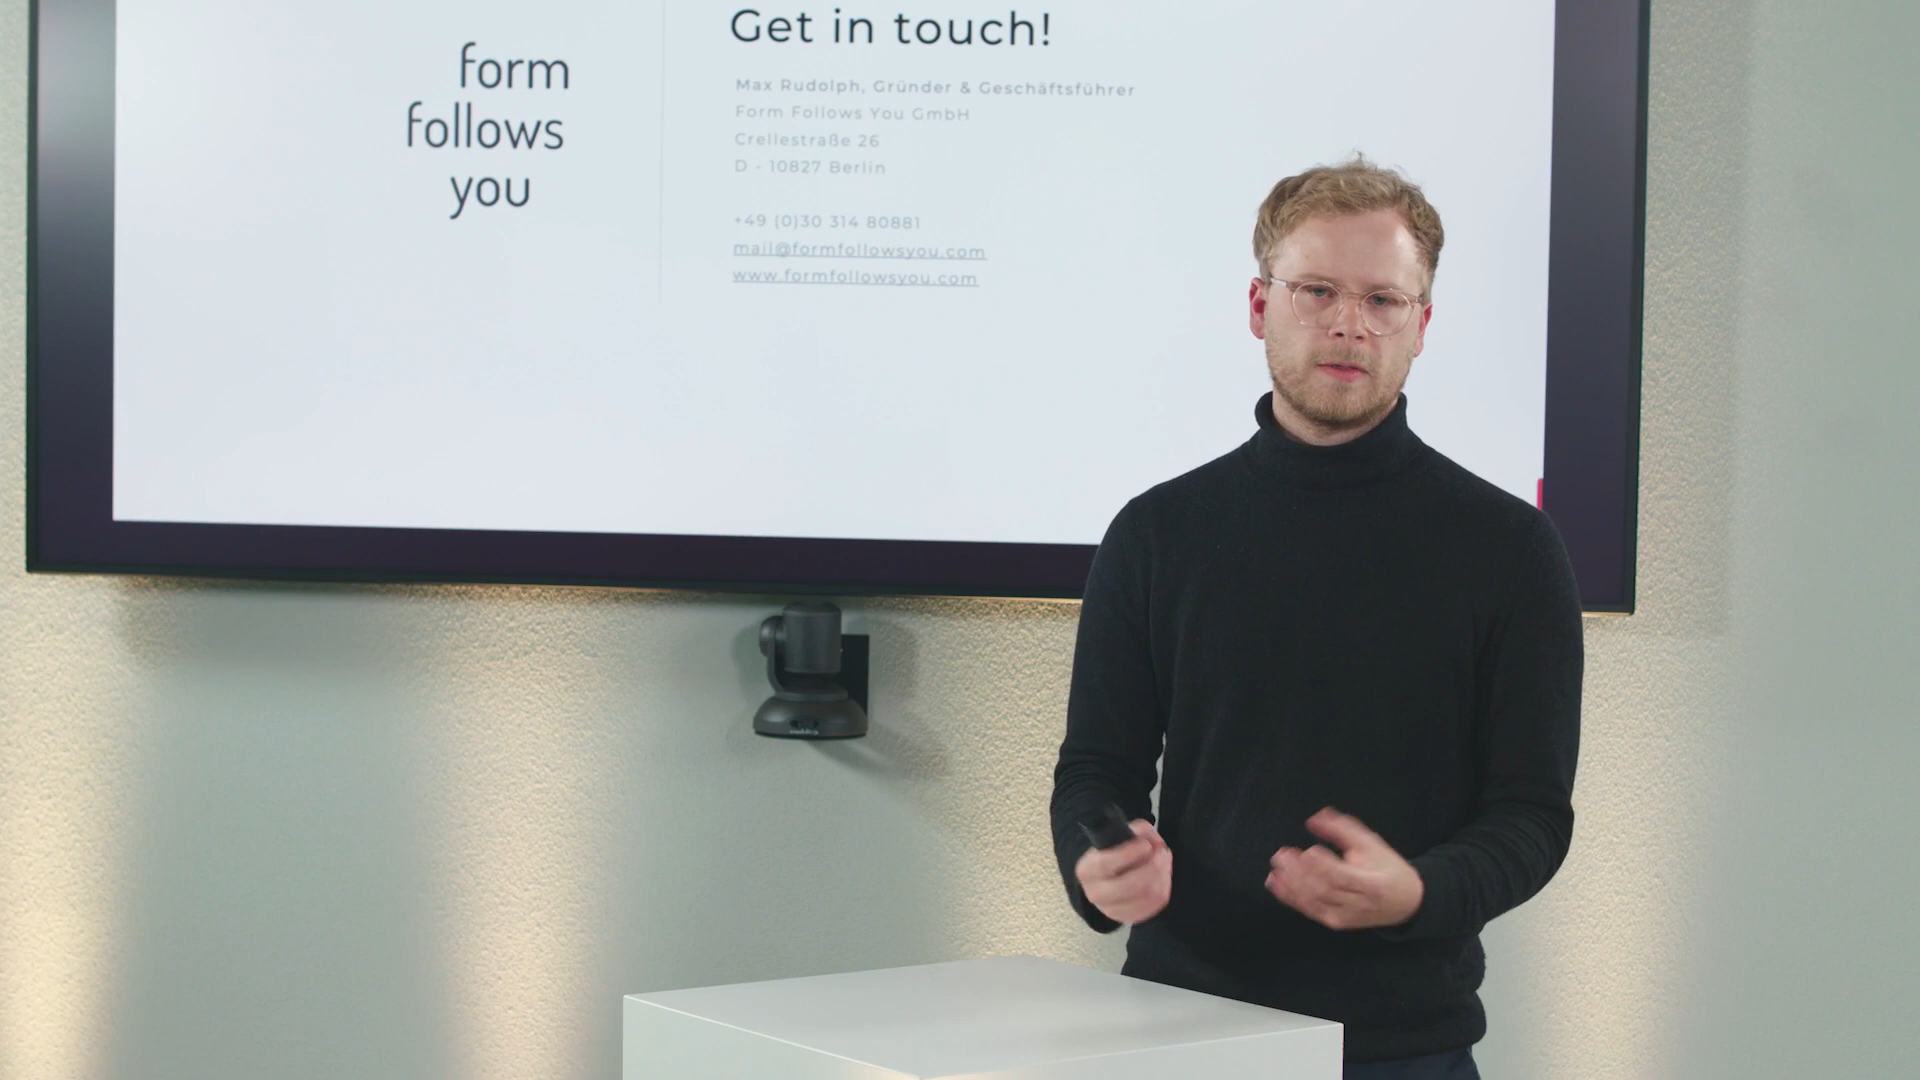 form
follows
you
Get in touch!
Max Rudolph, Gründer & Geschäftsführer
Form Follows You GmbH
Crellestraße 26
D - 10827 Berlin
+49 (0)30 314 80881
mail@formfollowsyou.com
www.formfollowsyou.com